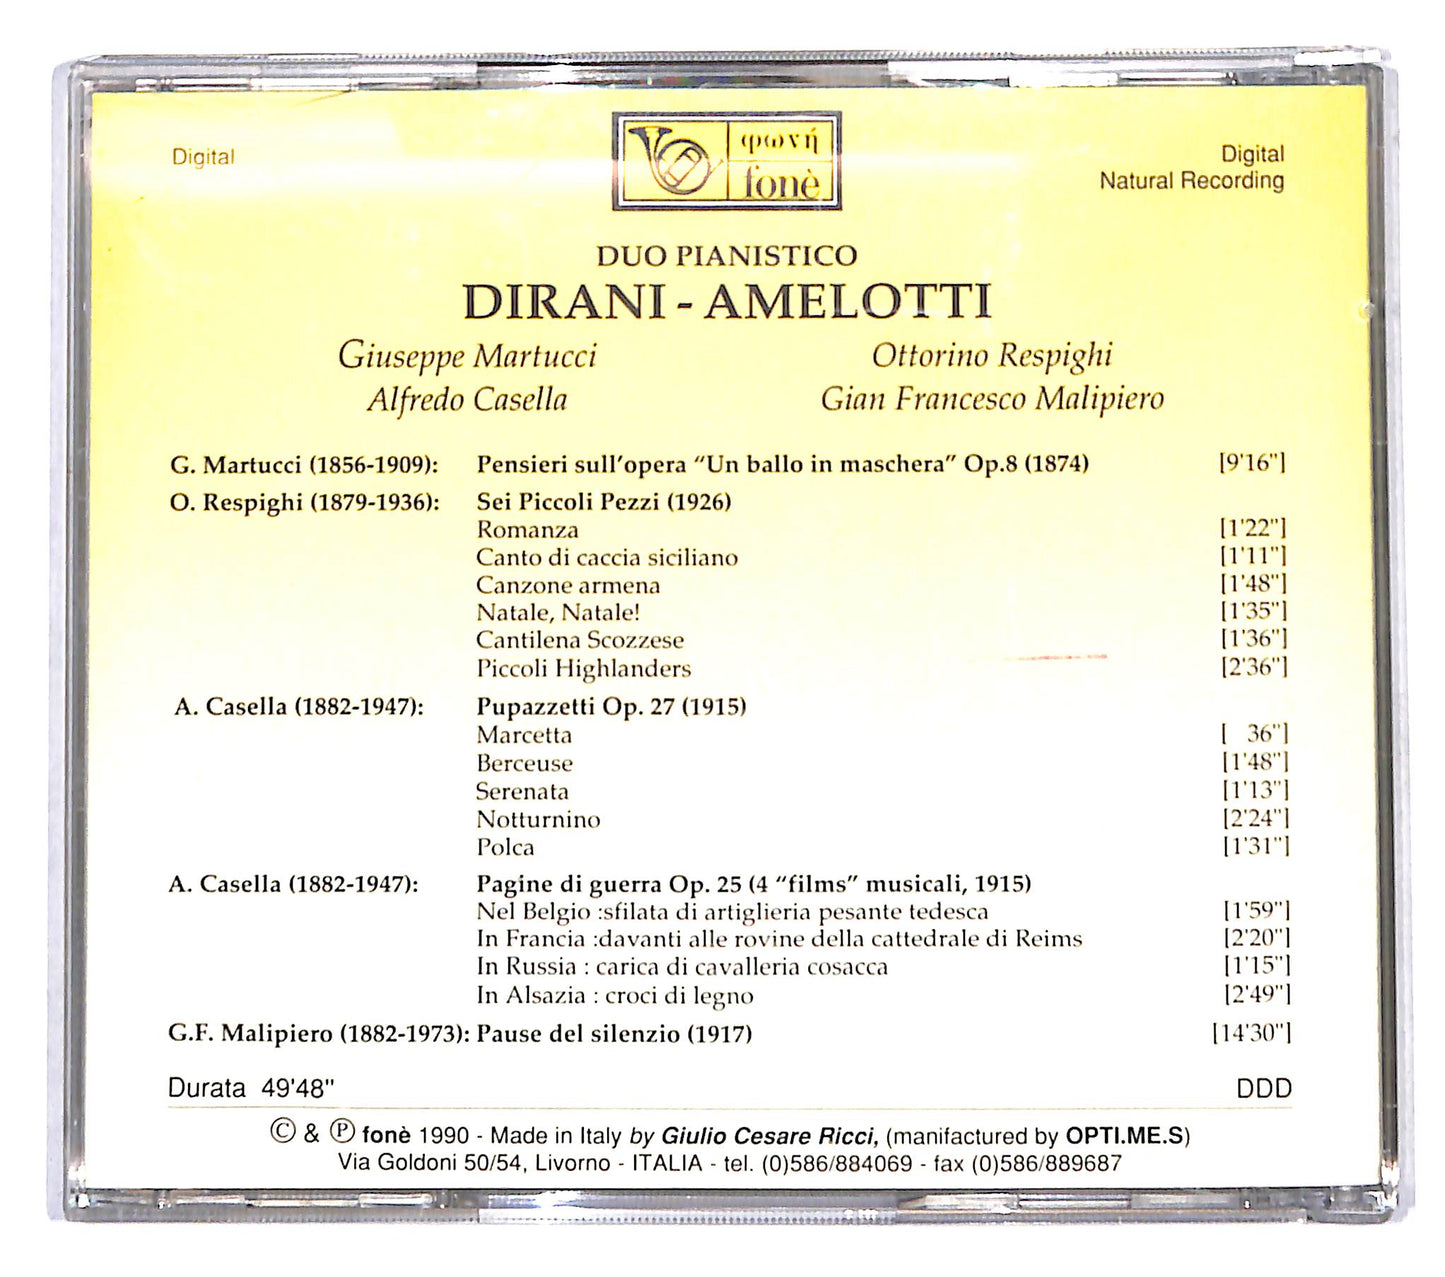 Digital
φωνή
fonè
Digital
Natural Recording
DUO PIANISTICO
DIRANI - AMELOTTI
Giuseppe Martucci Ottorino Respighi
Alfredo Casella Gian Francesco Malipiero
G. Martucci (1856-1909): Pensieri sull'opera "Un ballo in maschera" Op.8 (1874) [9'16"]
O. Respighi (1879-1936): Sei Piccoli Pezzi (1926)
Romanza [1'22"]
Canto di caccia siciliano [1'11"]
Canzone armena [1'48"]
Natale, Natale! [1'35"]
Cantilena Scozzese [1'36"]
Piccoli Highlanders [2'36"]
A. Casella (1882-1947): Pupazzetti Op. 27 (1915)
Marcetta [ 36"]
Berceuse [1'48"]
Serenata [1'13"]
Notturnino [2'24"]
Polca [1'31"]
A. Casella (1882-1947): Pagine di guerra Op. 25 (4 "films" musicali, 1915)
Nel Belgio :sfilata di artiglieria pesante tedesca [1'59"]
In Francia :davanti alle rovine della cattedrale di Reims [2'20"]
In Russia : carica di cavalleria cosacca [1'15"]
In Alsazia : croci di legno [2'49"]
G.F. Malipiero (1882-1973): Pause del silenzio (1917) [14'30"]
Durata 49'48" DDD
© & ℗ fonè 1990 - Made in Italy by Giulio Cesare Ricci, (manifactured by OPTI.ME.S)
Via Goldoni 50/54, Livorno - ITALIA - tel. (0)586/884069 - fax (0)586/889687